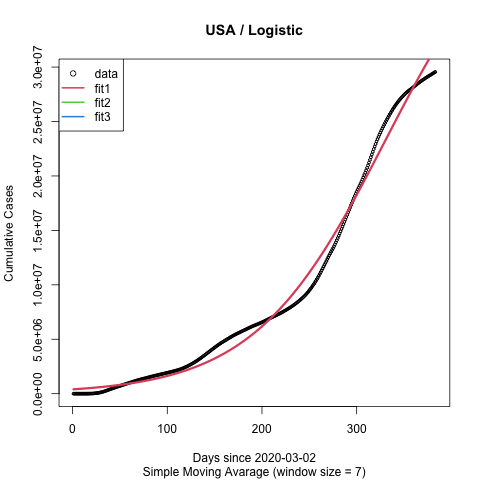 USA / Logistic
data
fit1
fit2
fit3
Cumulative Cases
0.0e+00
5.0e+06
1.0e+07
1.5e+07
2.0e+07
2.5e+07
3.0e+07
0
100
200
300
Days since 2020-03-02
Simple Moving Avarage (window size = 7)